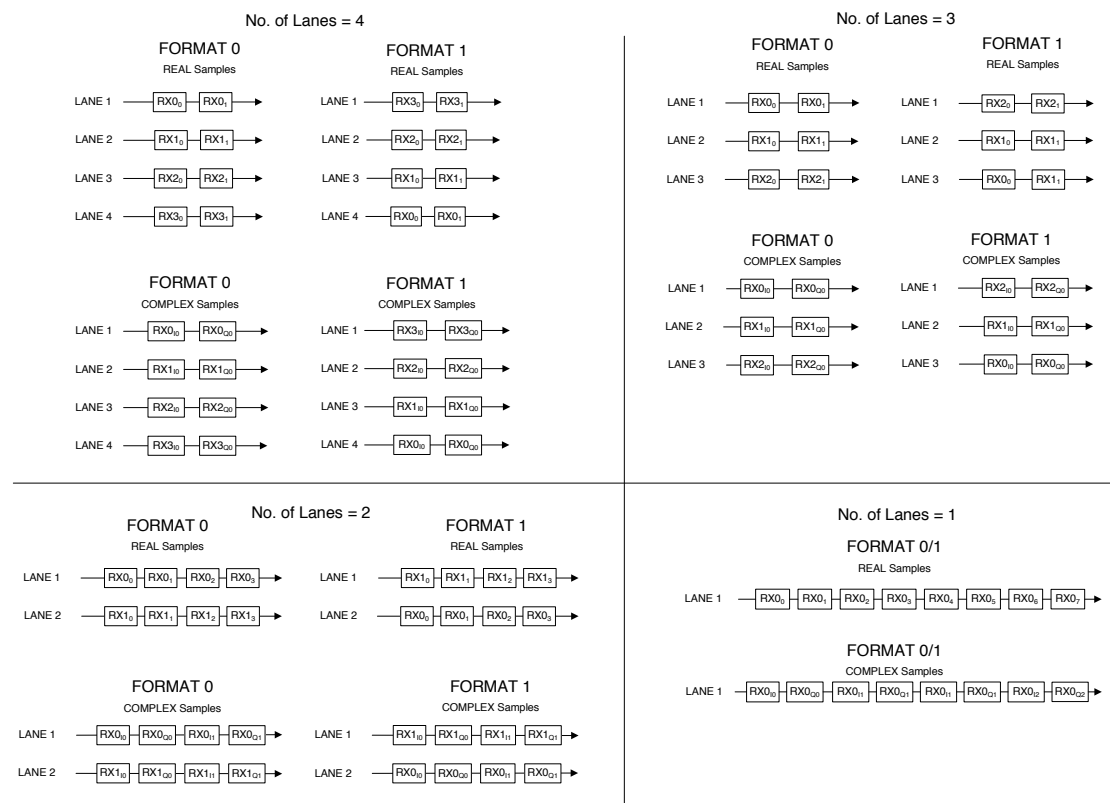 No. of Lanes = 4
FORMAT 0
REAL Samples
LANE 1 RX0₀ RX0₁
LANE 2 RX1₀ RX1₁
LANE 3 RX2₀ RX2₁
LANE 4 RX3₀ RX3₁
FORMAT 1
REAL Samples
LANE 1 RX3₀ RX3₁
LANE 2 RX2₀ RX2₁
LANE 3 RX1₀ RX1₁
LANE 4 RX0₀ RX0₁
FORMAT 0
COMPLEX Samples
LANE 1 RX0I0 RX0Q0
LANE 2 RX1I0 RX1Q0
LANE 3 RX2I0 RX2Q0
LANE 4 RX3I0 RX3Q0
FORMAT 1
COMPLEX Samples
LANE 1 RX3I0 RX3Q0
LANE 2 RX2I0 RX2Q0
LANE 3 RX1I0 RX1Q0
LANE 4 RX0I0 RX0Q0
No. of Lanes = 3
FORMAT 0
REAL Samples
LANE 1 RX0₀ RX0₁
LANE 2 RX1₀ RX1₁
LANE 3 RX2₀ RX2₁
FORMAT 1
REAL Samples
LANE 1 RX2₀ RX2₁
LANE 2 RX1₀ RX1₁
LANE 3 RX0₀ RX1₁
FORMAT 0
COMPLEX Samples
LANE 1 RX0I0 RX0Q0
LANE 2 RX1I0 RX1Q0
LANE 3 RX2I0 RX2Q0
FORMAT 1
COMPLEX Samples
LANE 1 RX2I0 RX2Q0
LANE 2 RX1I0 RX1Q0
LANE 3 RX0I0 RX0Q0
No. of Lanes = 2
FORMAT 0
REAL Samples
LANE 1 RX0₀ RX0₁ RX0₂ RX0₃
LANE 2 RX1₀ RX1₁ RX1₂ RX1₃
FORMAT 1
REAL Samples
LANE 1 RX1₀ RX1₁ RX1₂ RX1₃
LANE 2 RX0₀ RX0₁ RX0₂ RX0₃
FORMAT 0
COMPLEX Samples
LANE 1 RX0I0 RX0Q0 RX0I1 RX0Q1
LANE 2 RX1I0 RX1Q0 RX1I1 RX1Q1
FORMAT 1
COMPLEX Samples
LANE 1 RX1I0 RX1Q0 RX1I1 RX1Q1
LANE 2 RX0I0 RX0Q0 RX0I1 RX0Q1
No. of Lanes = 1
FORMAT 0/1
REAL Samples
LANE 1 RX0₀ RX0₁ RX0₂ RX0₃ RX0₄ RX0₅ RX0₆ RX0₇
FORMAT 0/1
COMPLEX Samples
LANE 1 RX0I0 RX0Q0 RX0I1 RX0Q1 RX0I1 RX0Q1 RX0I2 RX0Q2